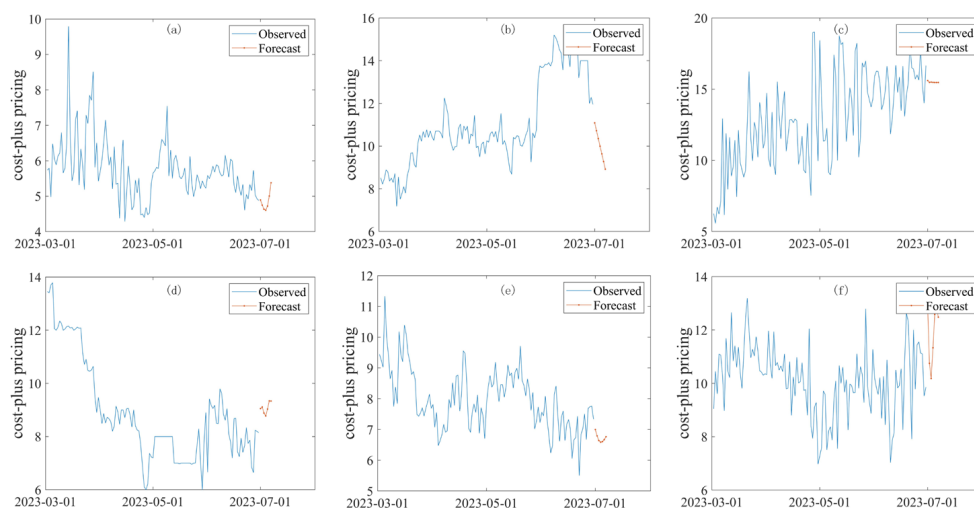 10 (a) Observed
Forecast
9
8
cost-plus pricing
7
6
5
4
2023-03-01 2023-05-01 2023-07-01
16 (b) Observed
Forecast
14
cost-plus pricing
12
10
8
6
2023-03-01 2023-05-01 2023-07-01
20 (c) Observed
Forecast
cost-plus pricing
15
10
5
2023-03-01 2023-05-01 2023-07-01
14 (d) Observed
Forecast
cost-plus pricing
12
10
8
6
2023-03-01 2023-05-01 2023-07-01
12 (e) Observed
Forecast
11
cost-plus pricing
10
9
8
7
6
5
2023-03-01 2023-05-01 2023-07-01
14 (f) Observed
Forecast
cost-plus pricing
12
10
8
6
2023-03-01 2023-05-01 2023-07-01